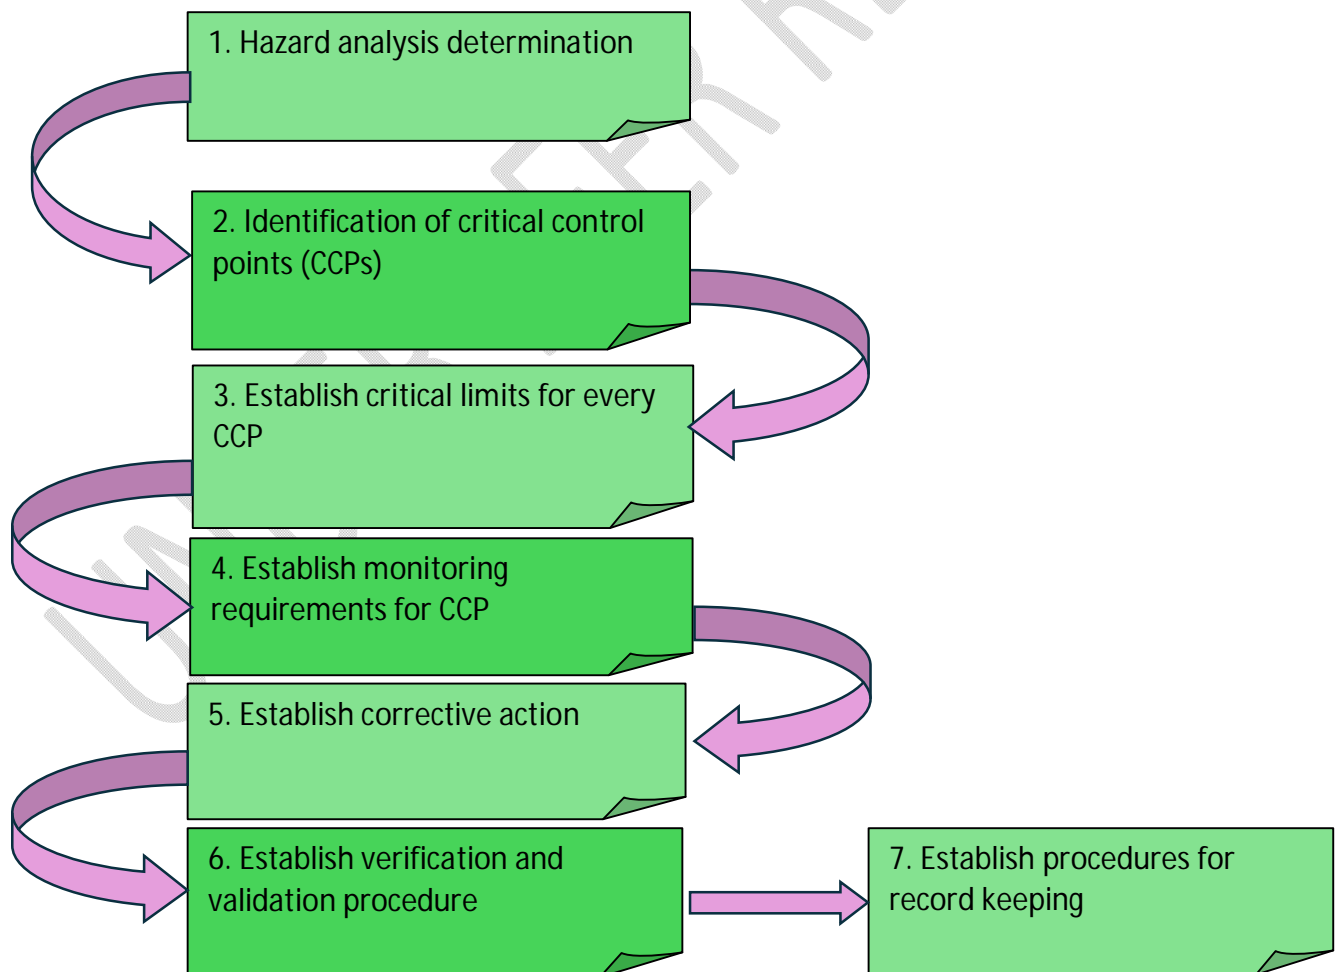 1. Hazard analysis determination
2. Identification of critical control
points (CCPs)
3. Establish critical limits for every
CCP
4. Establish monitoring
requirements for CCP
5. Establish corrective action
6. Establish verification and
validation procedure
7. Establish procedures for
record keeping